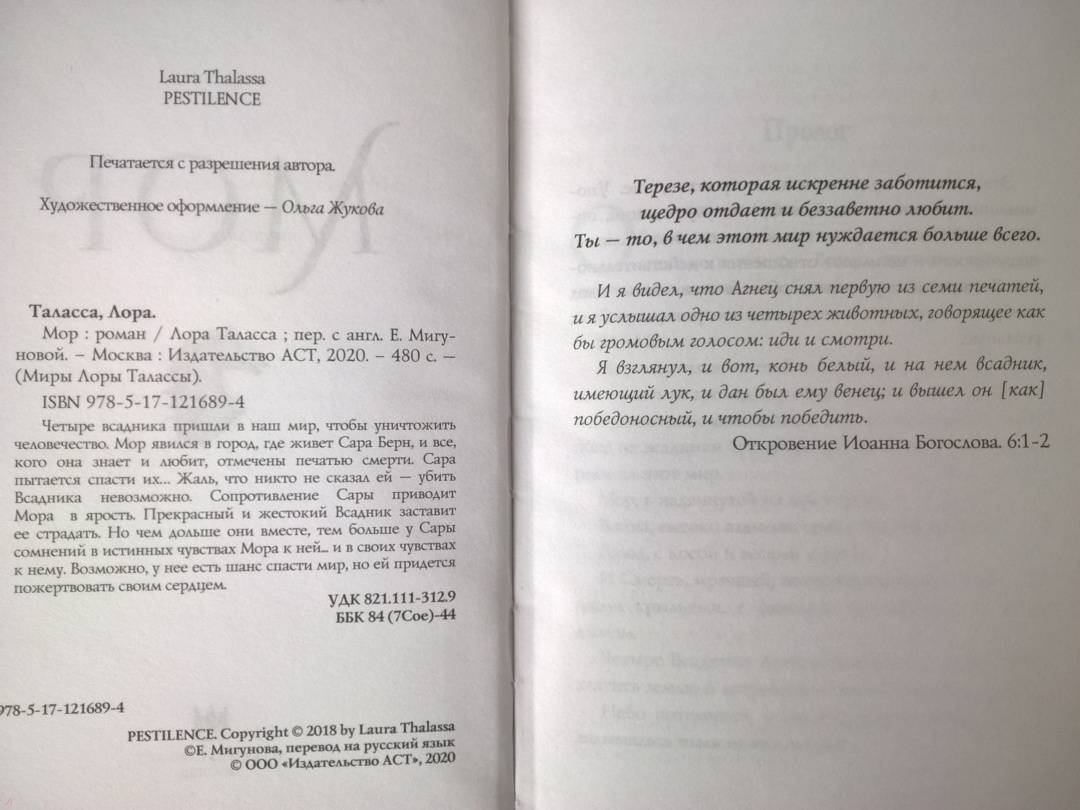 Laura Thalassa
PESTILENCE
Печатается с разрешения автора.
Художественное оформление — Ольга Жукова
Таласса, Лора.
Мор : роман / Лора Таласса ; пер. с англ. Е. Мигу-
новой. – Москва : Издательство АСТ, 2020. – 480 с. —
(Миры Лоры Талассы).
ISBN 978-5-17-121689-4
Четыре всадника пришли в наш мир, чтобы уничтожить
человечество. Мор явился в город, где живет Сара Берн, и все,
кого она знает и любит, отмечены печатью смерти. Сара
пытается спасти их... Жаль, что никто не сказал ей — убить
Всадника невозможно. Сопротивление Сары приводит
Мора в ярость. Прекрасный и жестокий Всадник заставит
ее страдать. Но чем дольше они вместе, тем больше у Сары
сомнений в истинных чувствах Мора к ней... и в своих чувствах
к нему. Возможно, у нее есть шанс спасти мир, но ей придется
пожертвовать своим сердцем.
УДК 821.111-312.9
ББК 84 (7Сое)-44
978-5-17-121689-4
PESTILENCE. Copyright © 2018 by Laura Thalassa
©Е. Мигунова, перевод на русский язык
© ООО «Издательство АСТ», 2020
Терезе, которая искренне заботится,
щедро отдает и беззаветно любит.
Ты — то, в чем этот мир нуждается больше всего.
И я видел, что Агнец снял первую из семи печатей,
и я услышал одно из четырех животных, говорящее как
бы громовым голосом: иди и смотри.
Я взглянул, и вот, конь белый, и на нем всадник,
имеющий лук, и дан был ему венец; и вышел он [как]
победоносный, и чтобы победить.
Откровение Иоанна Богослова. 6:1-2